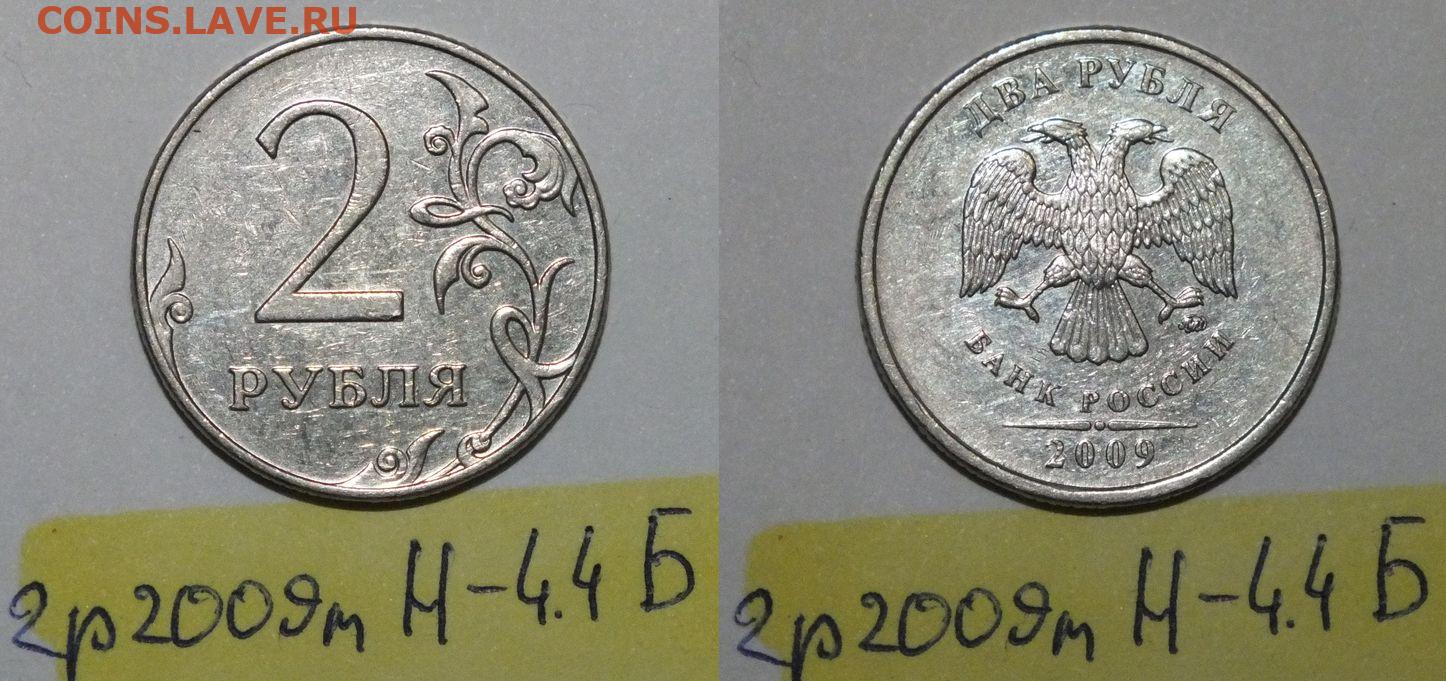 COINS.LAVE.RU
2
РУБЛЯ
2р2009м Н-4.4 Б
ДВА РУБЛЯ
БАНК РОССИИ
2009
2р2009м Н-4.4 Б